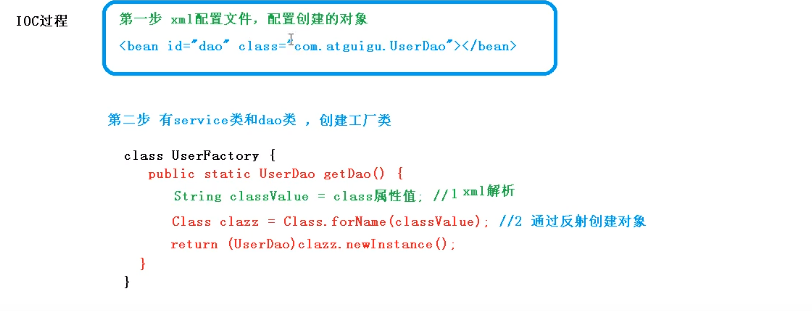 IOC过程
第一步 xml配置文件，配置创建的对象
<bean id="dao" class="com.atguigu.UserDao"></bean>
第二步 有service类和dao类 ，创建工厂类
class UserFactory {
public static UserDao getDao() {
String classValue = class属性值; //1 xml解析
Class clazz = Class.forName(classValue); //2 通过反射创建对象
return (UserDao)clazz.newInstance();
}
}